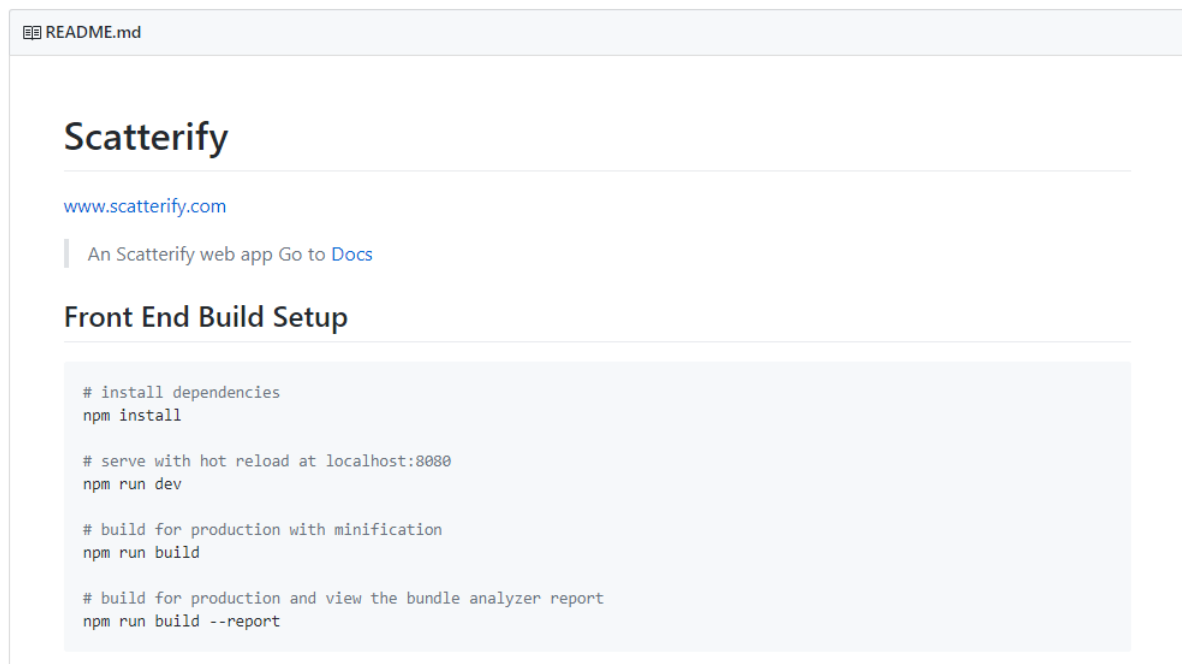 README.md
Scatterify
www.scatterify.com
An Scatterify web app Go to Docs
Front End Build Setup
# install dependencies
npm install
# serve with hot reload at localhost:8080
npm run dev
# build for production with minification
npm run build
# build for production and view the bundle analyzer report
npm run build --report